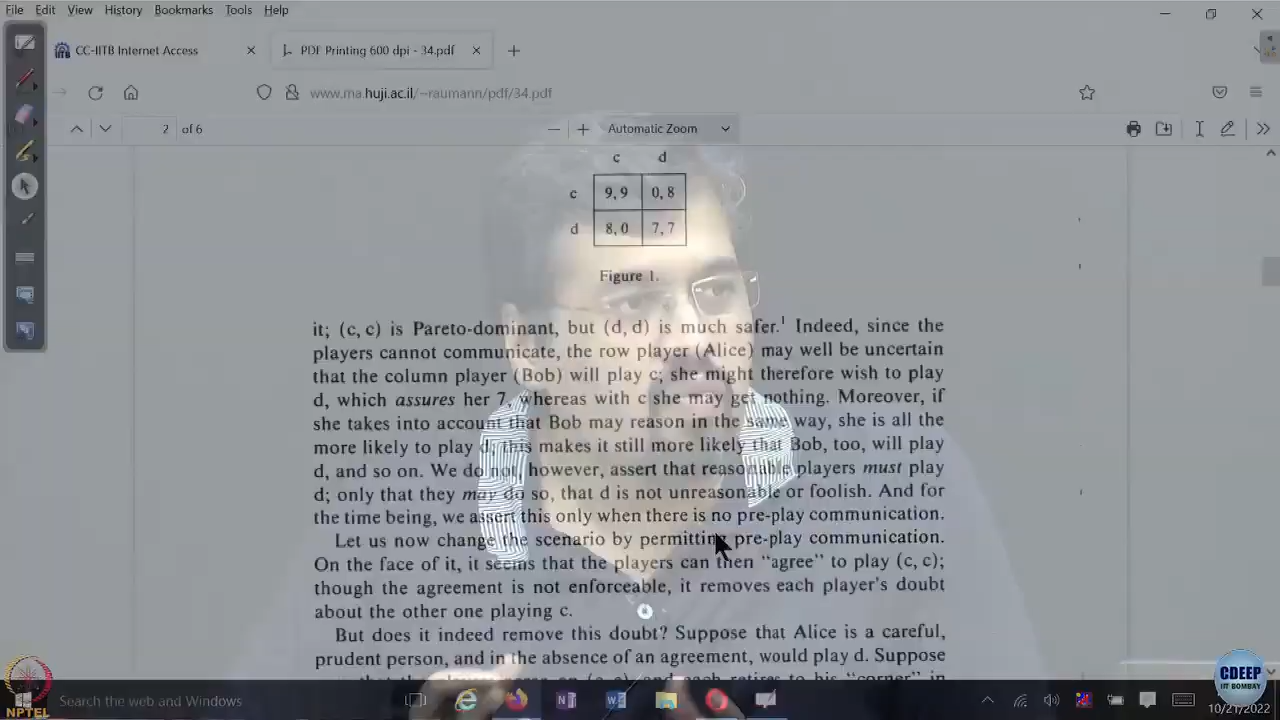 File Edit View History Bookmarks Tools Help
CC-IITB Internet Access
PDF Printing 600 dpi - 34.pdf
www.ma.huji.ac.il/~raumann/pdf/34.pdf
2 of 6
Automatic Zoom
c d
c 9, 9 0, 8
d 8, 0 7, 7
Figure 1.
it; (c, c) is Pareto-dominant, but (d, d) is much safer.¹ Indeed, since the
players cannot communicate, the row player (Alice) may well be uncertain
that the column player (Bob) will play c; she might therefore wish to play
d, which assures her 7, whereas with c she may get nothing. Moreover, if
she takes into account that Bob may reason in the same way, she is all the
more likely to play d; this makes it still more likely that Bob, too, will play
d, and so on. We do not, however, assert that reasonable players must play
d; only that they may do so, that d is not unreasonable or foolish. And for
the time being, we assert this only when there is no pre-play communication.
Let us now change the scenario by permitting pre-play communication.
On the face of it, it seems that the players can then "agree" to play (c, c);
though the agreement is not enforceable, it removes each player's doubt
about the other one playing c.
But does it indeed remove this doubt? Suppose that Alice is a careful,
prudent person, and in the absence of an agreement, would play d. Suppose
Search the web and Windows
NPTEL
CDEEP
IIT BOMBAY
10/21/2022